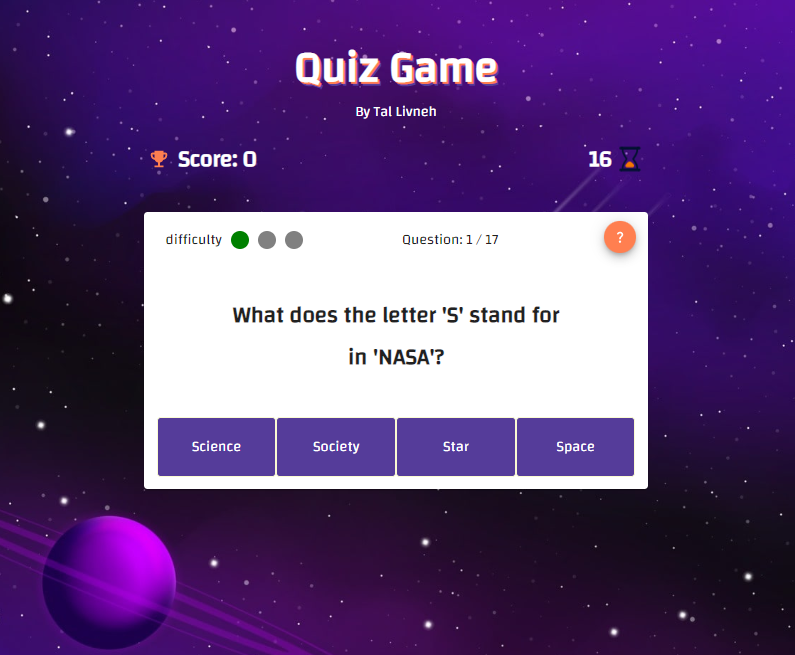 Quiz Game
By Tal Livneh
Score: 0
16
difficulty
Question: 1 / 17
?
What does the letter 'S' stand for
in 'NASA'?
Science
Society
Star
Space